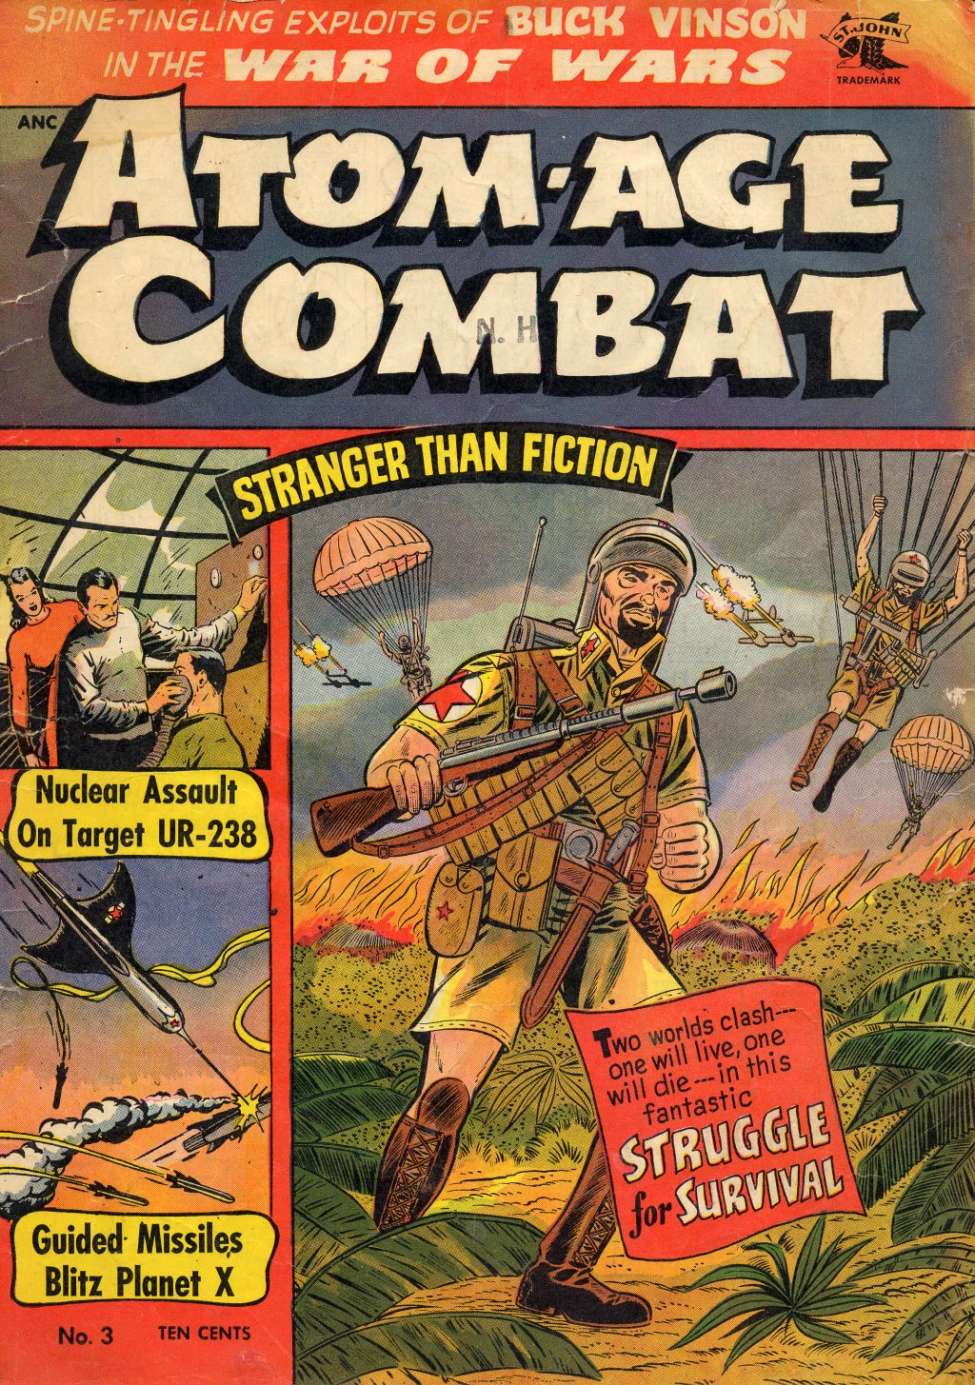 SPINE-TINGLING EXPLOITS OF BUCK VINSON
IN THE WAR OF WARS
ST. JOHN
TRADEMARK
ANC
ATOM-AGE
COMBAT
N. H
STRANGER THAN FICTION
Nuclear Assault
On Target UR-238
Guided Missiles
Blitz Planet X
No. 3 TEN CENTS
Two worlds clash---
one will live, one
will die---in this
fantastic
STRUGGLE
for SURVIVAL